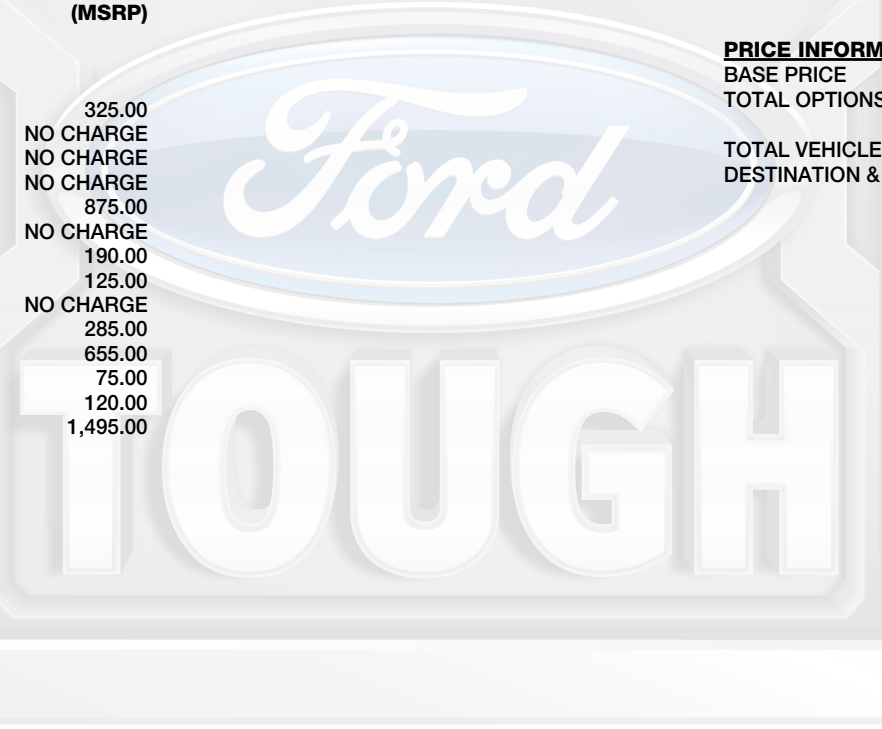 (MSRP)
325.00
NO CHARGE
NO CHARGE
NO CHARGE
875.00
NO CHARGE
190.00
125.00
NO CHARGE
285.00
655.00
75.00
120.00
1,495.00
PRICE INFORM
BASE PRICE
TOTAL OPTIONS
TOTAL VEHICLE
DESTINATION &
Ford
TOUGH